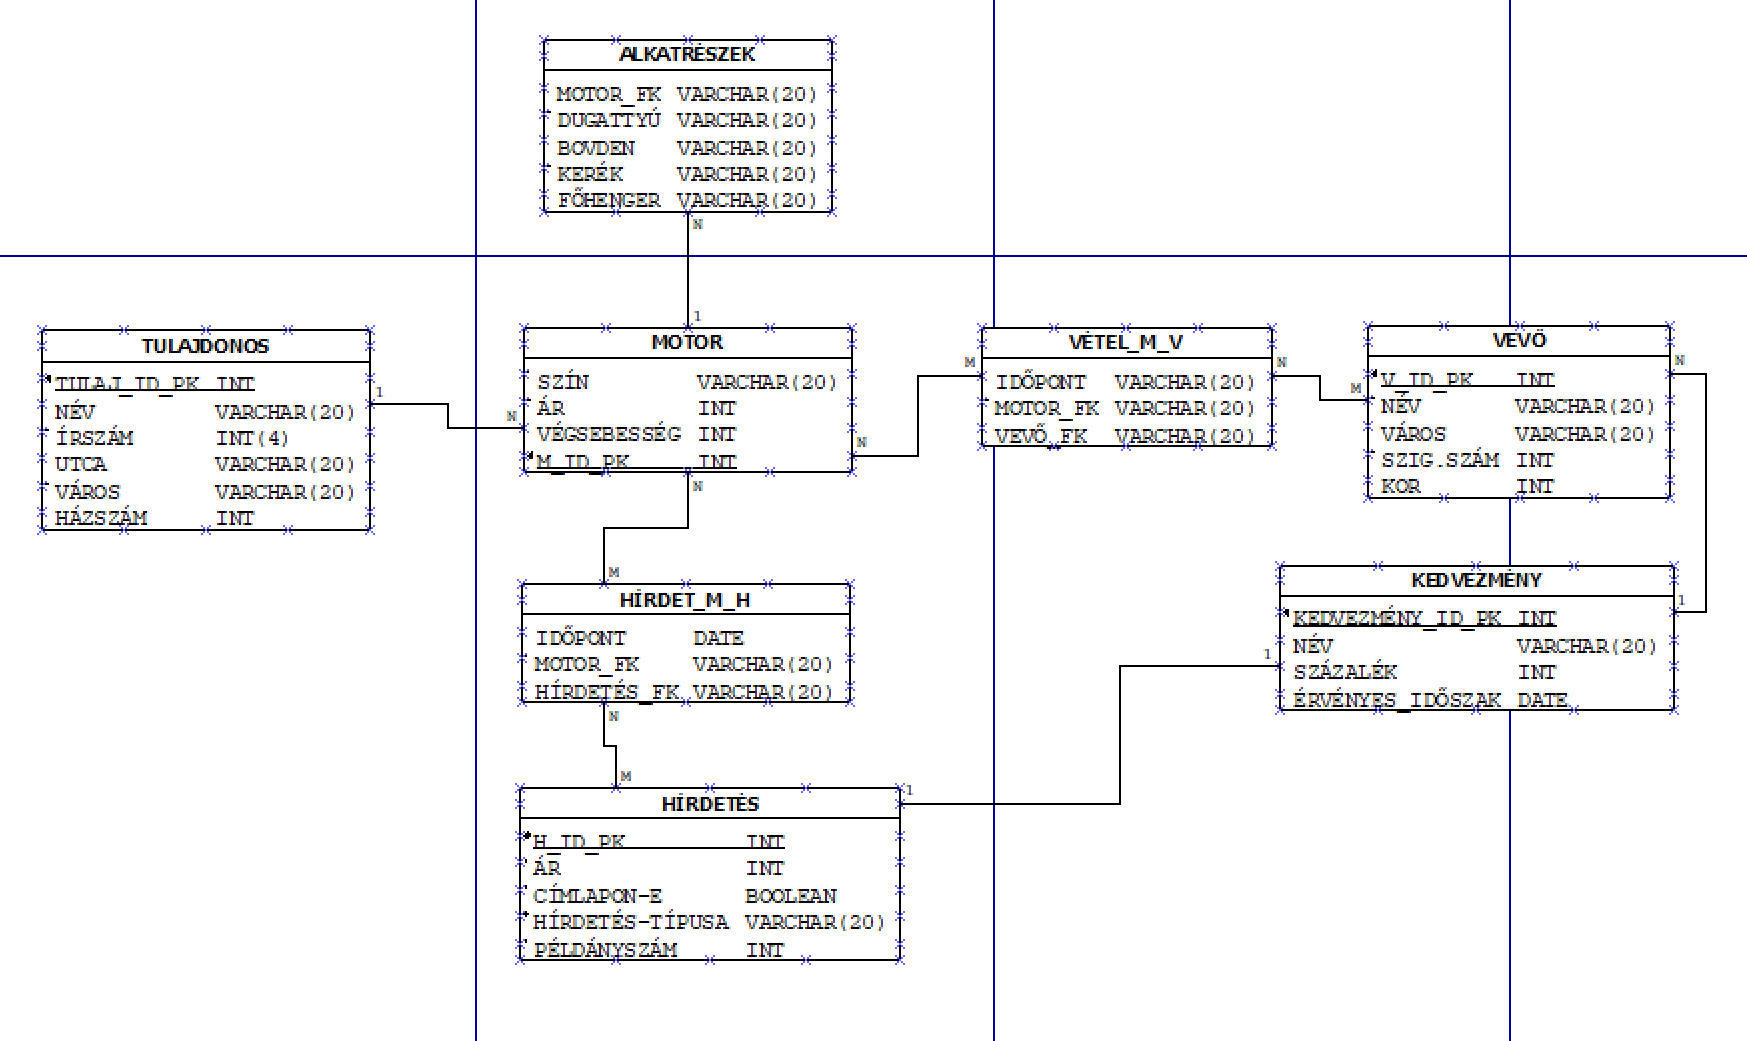 ALKATRÉSZEK
MOTOR_FK VARCHAR(20)
DUGATTYÚ VARCHAR(20)
BOVDEN VARCHAR(20)
KERÉK VARCHAR(20)
FŐHENGER VARCHAR(20)
N
1
TULAJDONOS
TULAJ_ID_PK INT
NÉV VARCHAR(20)
ÍRSZÁM INT(4)
UTCA VARCHAR(20)
VÁROS VARCHAR(20)
HÁZSZÁM INT
1
N
MOTOR
SZÍN VARCHAR(20)
ÁR INT
VÉGSEBESSÉG INT
M_ID_PK INT
N
M
VÉTEL_M_V
IDŐPONT VARCHAR(20)
MOTOR_FK VARCHAR(20)
VEVŐ_FK VARCHAR(20)
N
M
VEVŐ
V_ID_PK INT
NÉV VARCHAR(20)
VÁROS VARCHAR(20)
SZIG.SZÁM INT
KOR INT
N
1
N
M
HÍRDET_M_H
IDŐPONT DATE
MOTOR_FK VARCHAR(20)
HÍRDETÉS_FK VARCHAR(20)
N
M
KEDVEZMÉNY
KEDVEZMÉNY_ID_PK INT
NÉV VARCHAR(20)
SZÁZALÉK INT
ÉRVÉNYES_IDŐSZAK DATE
1
1
HÍRDETÉS
H_ID_PK INT
ÁR INT
CÍMLAPON-E BOOLEAN
HÍRDETÉS-TÍPUSA VARCHAR(20)
PÉLDÁNYSZÁM INT